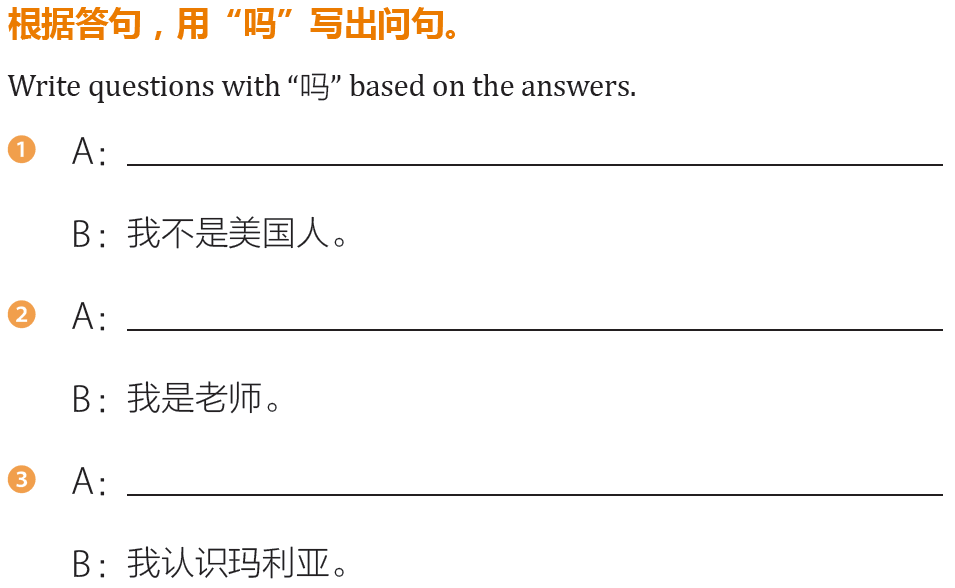 根据答句，用“吗”写出问句。
Write questions with “吗” based on the answers.
1 A：
B：我不是美国人。
2 A：
B：我是老师。
3 A：
B：我认识玛利亚。